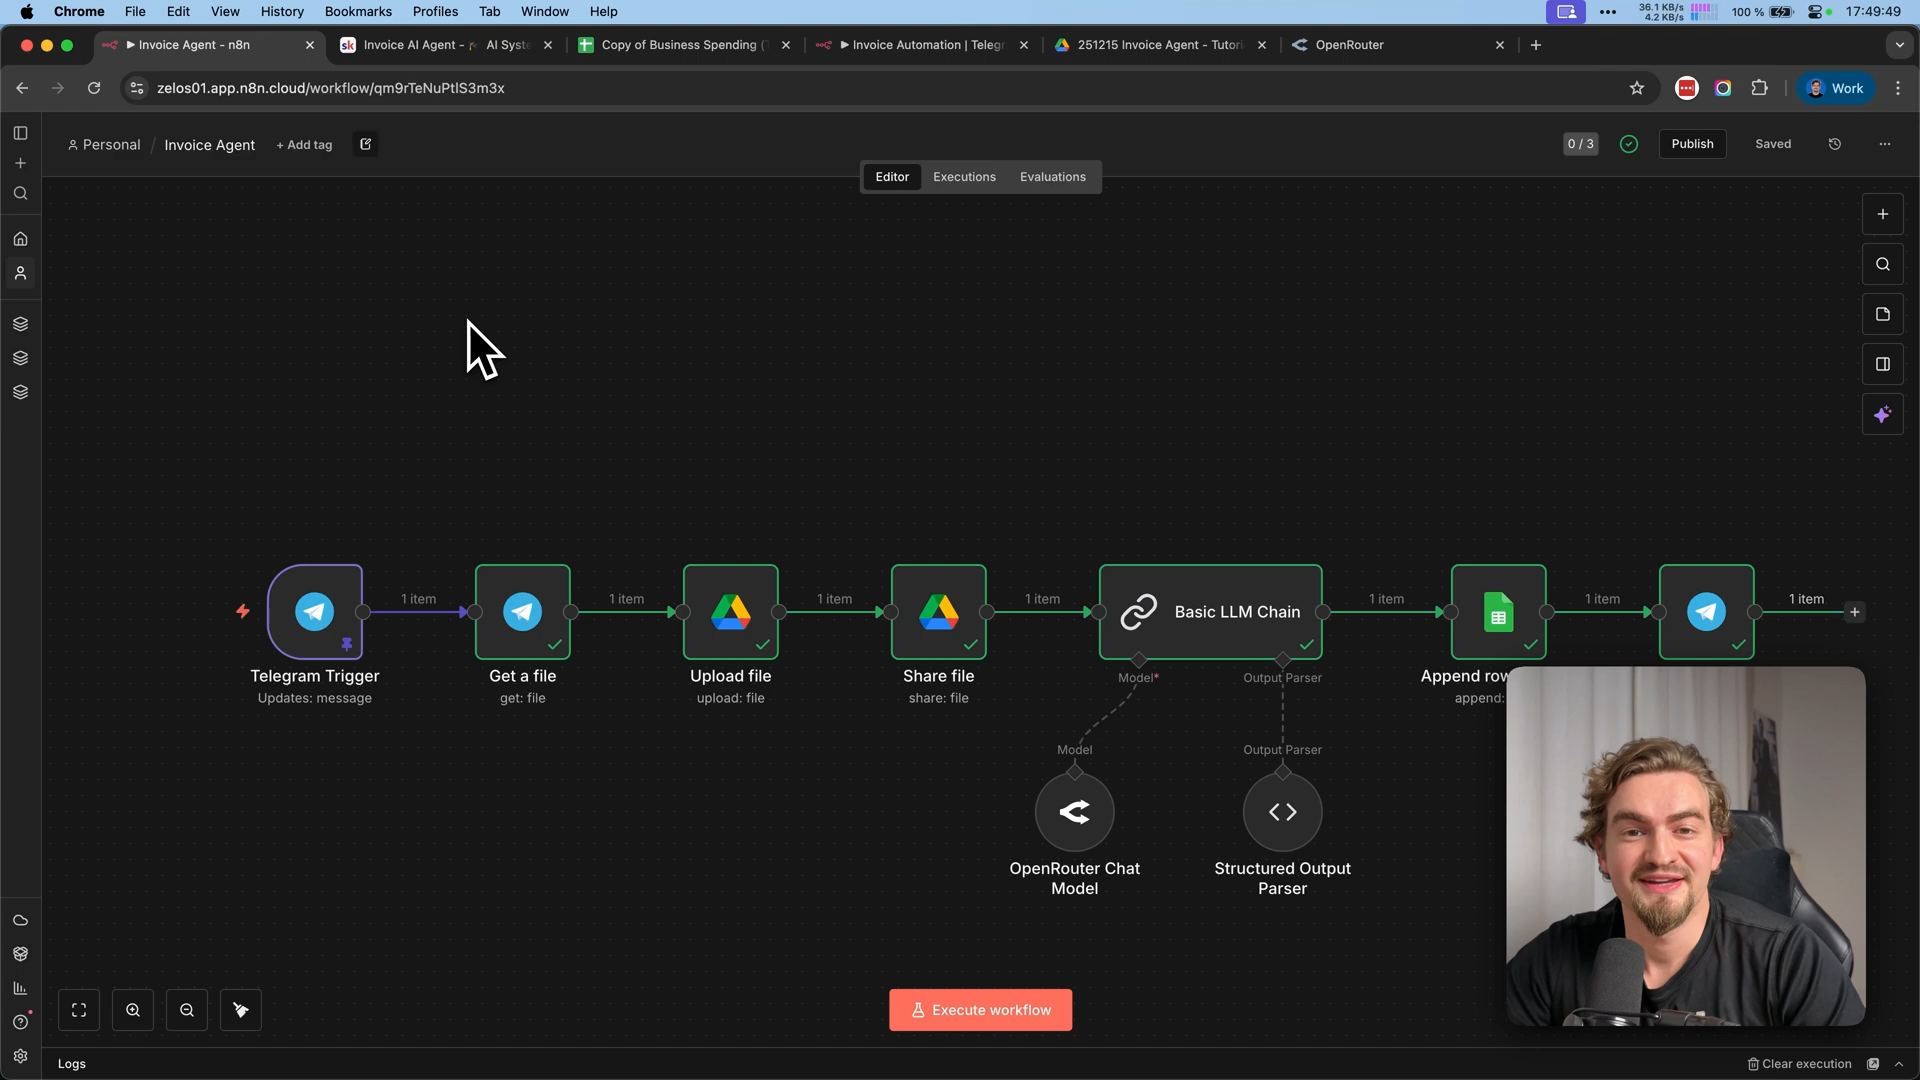 Chrome File Edit View History Bookmarks Profiles Tab Window Help
36.1 KB/s
4.2 KB/s
100 %
17:49:49
Invoice Agent - n8n
sk
Invoice AI Agent -
AI Syste
Copy of Business Spending (
Invoice Automation | Telegr
251215 Invoice Agent - Tutori
OpenRouter
zelos01.app.n8n.cloud/workflow/qm9rTeNuPtlS3m3x
Work
Personal / Invoice Agent
+ Add tag
0 / 3
Publish
Saved
Editor
Executions
Evaluations
1 item
1 item
1 item
1 item
1 item
1 item
1 item
Basic LLM Chain
Telegram Trigger
Updates: message
Get a file
get: file
Upload file
upload: file
Share file
share: file
Model*
Output Parser
Append row
append:
Model
Output Parser
OpenRouter Chat
Model
Structured Output
Parser
Execute workflow
Logs
Clear execution